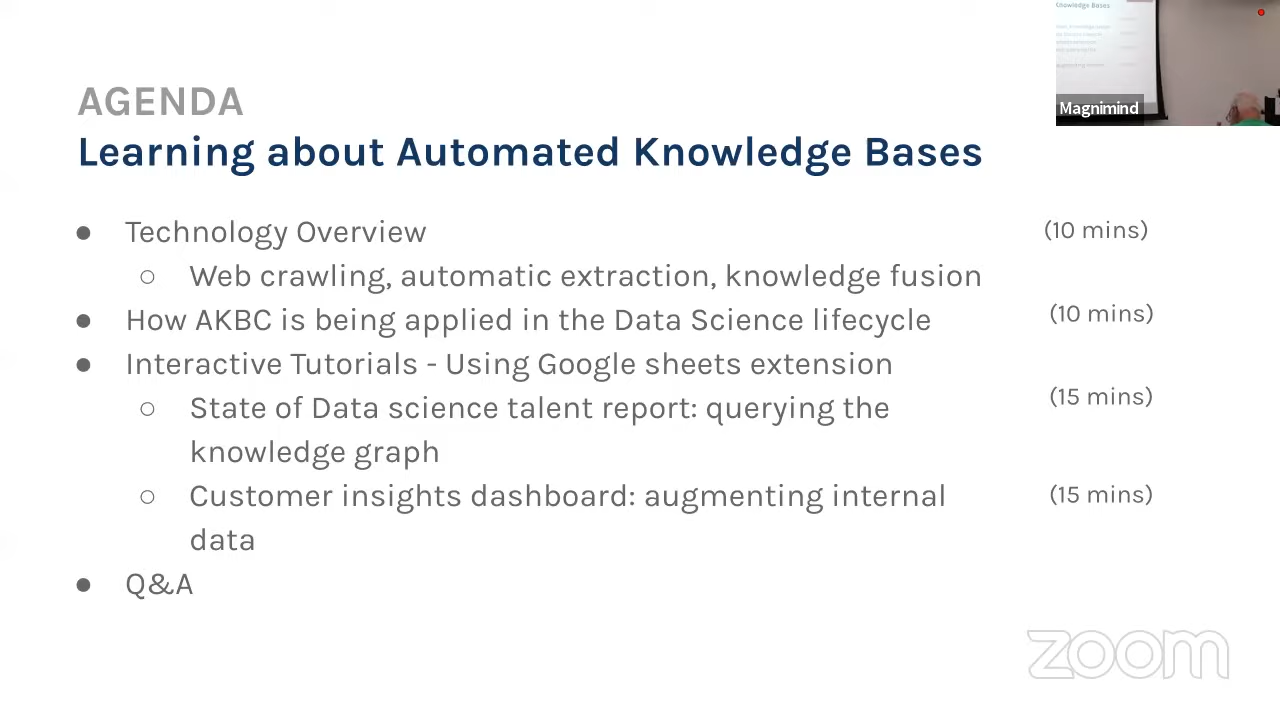 AGENDA
Learning about Automated Knowledge Bases
● Technology Overview (10 mins)
○ Web crawling, automatic extraction, knowledge fusion
● How AKBC is being applied in the Data Science lifecycle (10 mins)
● Interactive Tutorials - Using Google sheets extension
○ State of Data science talent report: querying the (15 mins)
knowledge graph
○ Customer insights dashboard: augmenting internal (15 mins)
data
● Q&A
Knowledge Bases
Magnimind
zoom